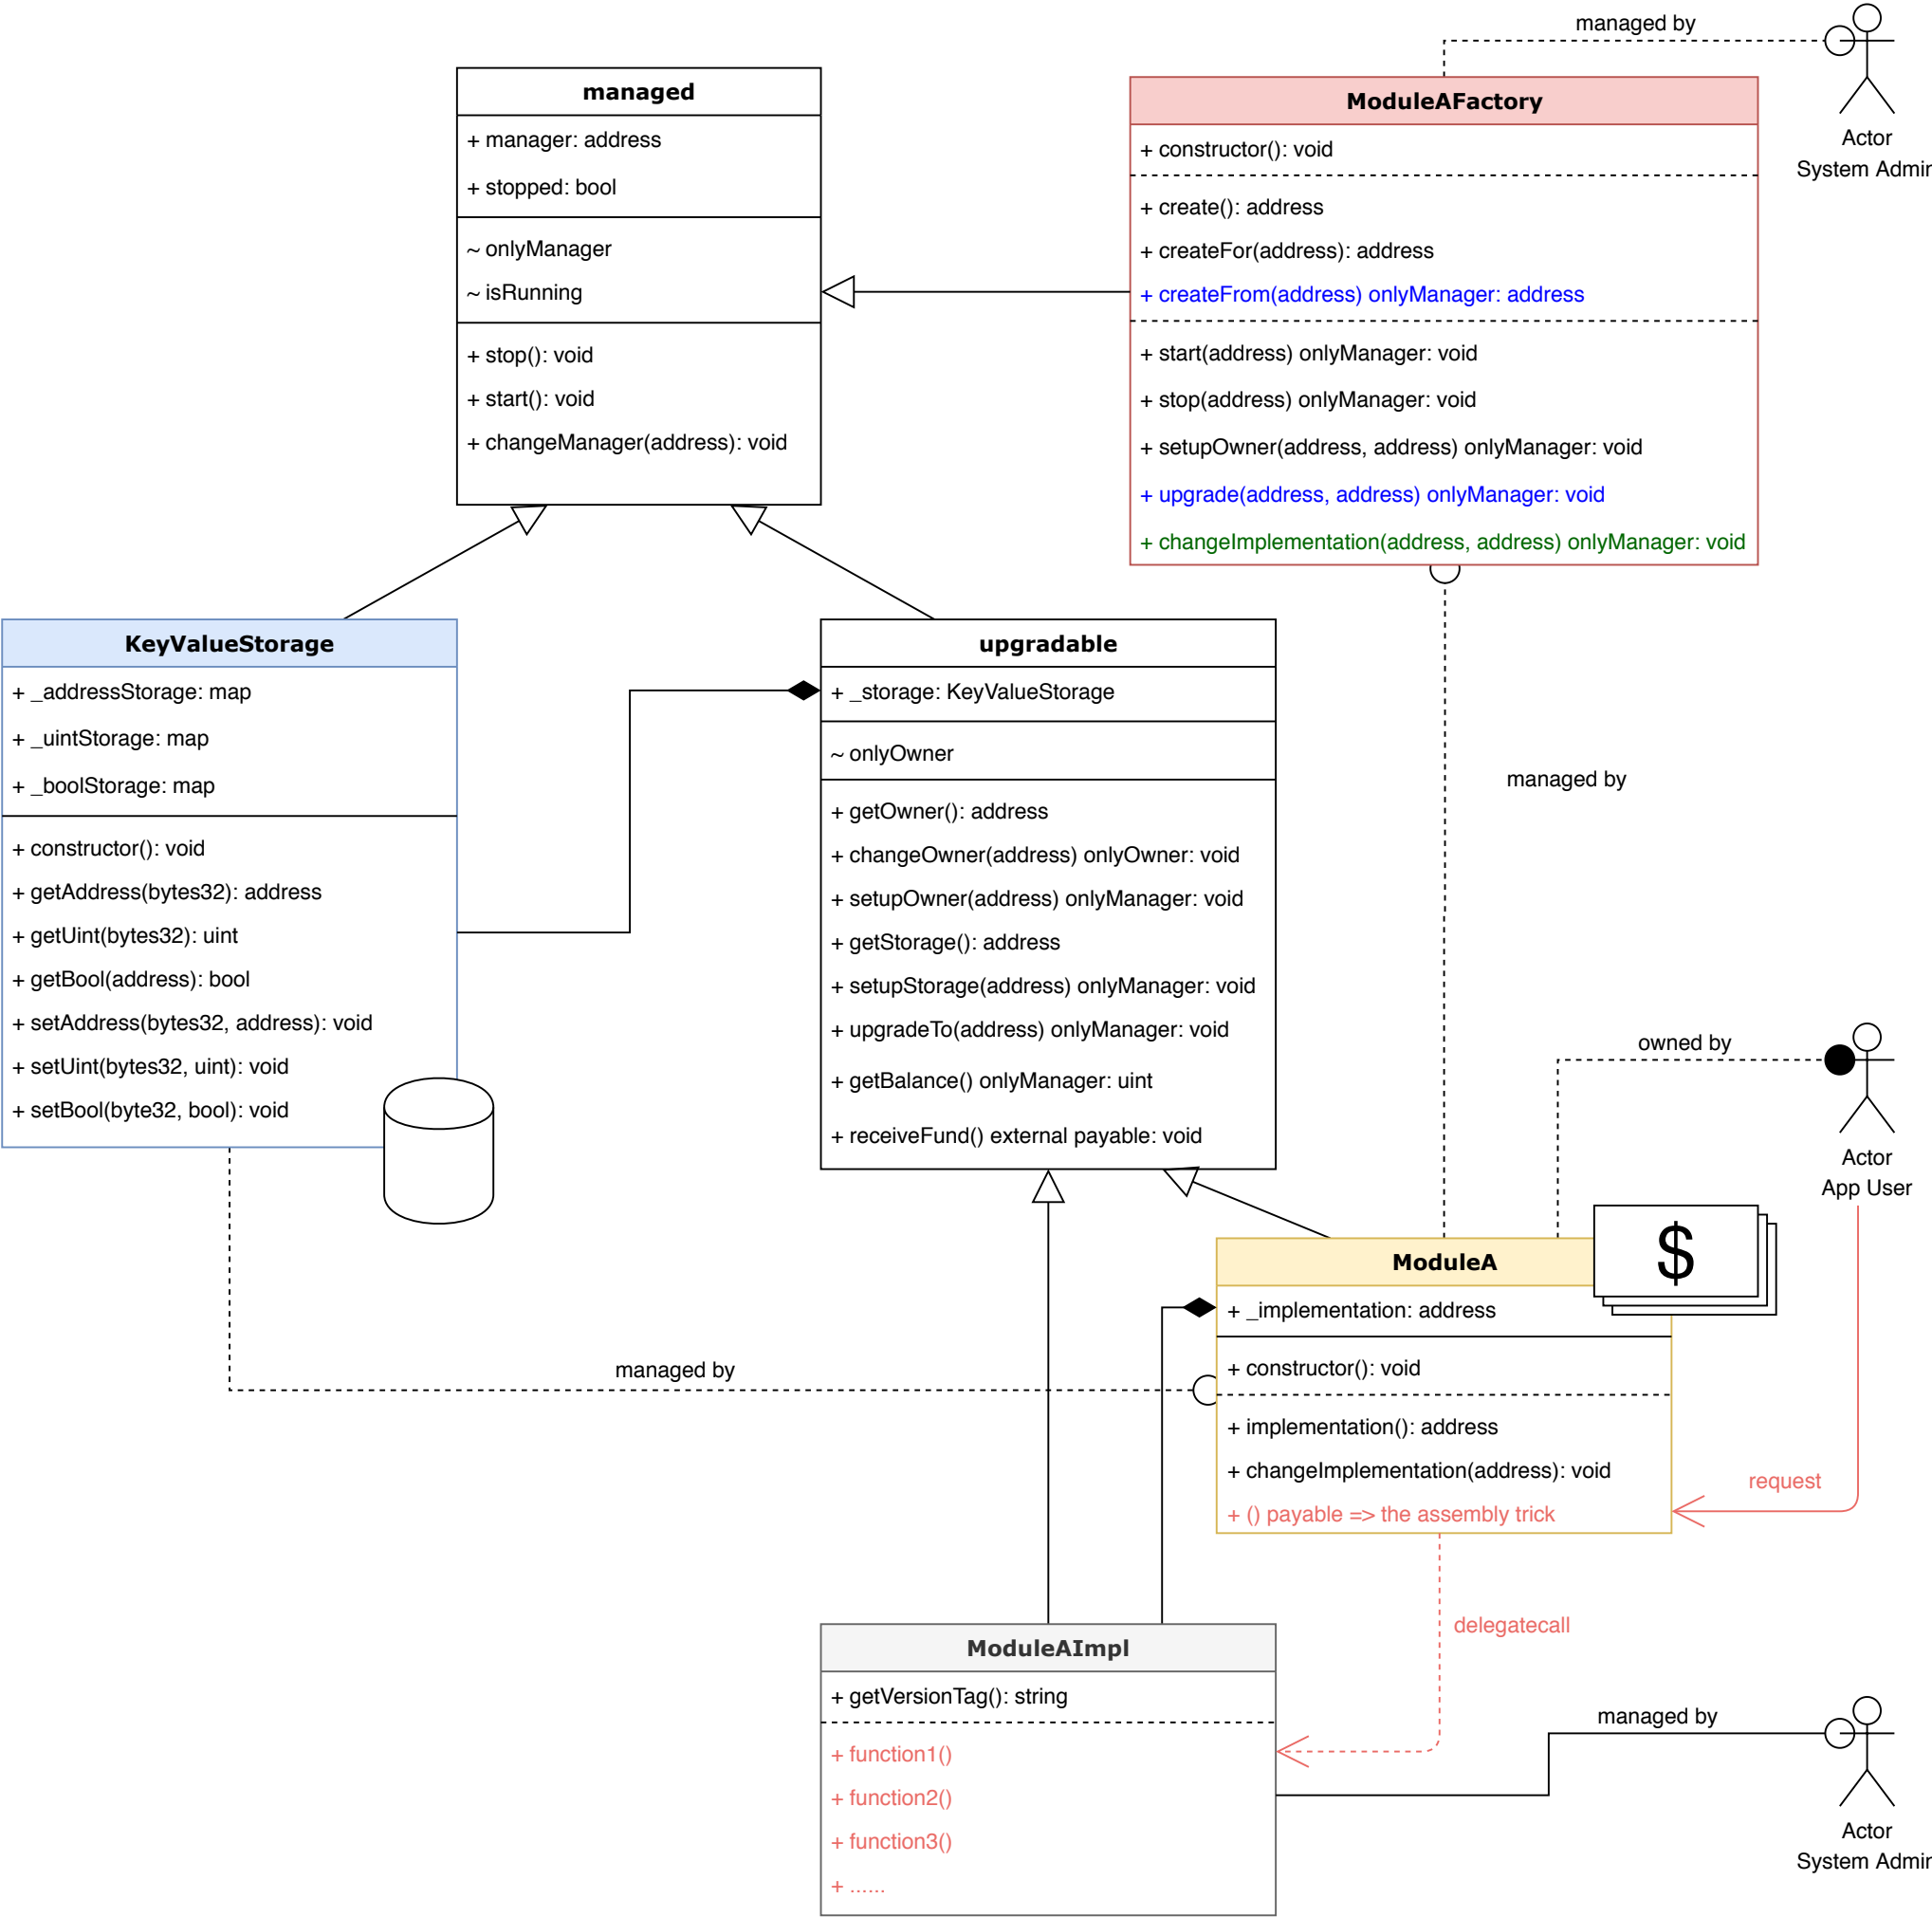 managed by
Actor
System Admin
managed
+ manager: address
+ stopped: bool
~ onlyManager
~ isRunning
+ stop(): void
+ start(): void
+ changeManager(address): void
ModuleAFactory
+ constructor(): void
+ create(): address
+ createFor(address): address
+ createFrom(address) onlyManager: address
+ start(address) onlyManager: void
+ stop(address) onlyManager: void
+ setupOwner(address, address) onlyManager: void
+ upgrade(address, address) onlyManager: void
+ changeImplementation(address, address) onlyManager: void
KeyValueStorage
+ _addressStorage: map
+ _uintStorage: map
+ _boolStorage: map
+ constructor(): void
+ getAddress(bytes32): address
+ getUint(bytes32): uint
+ getBool(address): bool
+ setAddress(bytes32, address): void
+ setUint(bytes32, uint): void
+ setBool(byte32, bool): void
upgradable
+ _storage: KeyValueStorage
~ onlyOwner
+ getOwner(): address
+ changeOwner(address) onlyOwner: void
+ setupOwner(address) onlyManager: void
+ getStorage(): address
+ setupStorage(address) onlyManager: void
+ upgradeTo(address) onlyManager: void
+ getBalance() onlyManager: uint
+ receiveFund() external payable: void
managed by
owned by
Actor
App User
ModuleA
$
+ _implementation: address
+ constructor(): void
+ implementation(): address
+ changeImplementation(address): void
+ () payable => the assembly trick
managed by
request
delegatecall
ModuleAImpl
+ getVersionTag(): string
+ function1()
+ function2()
+ function3()
+ ......
managed by
Actor
System Admin